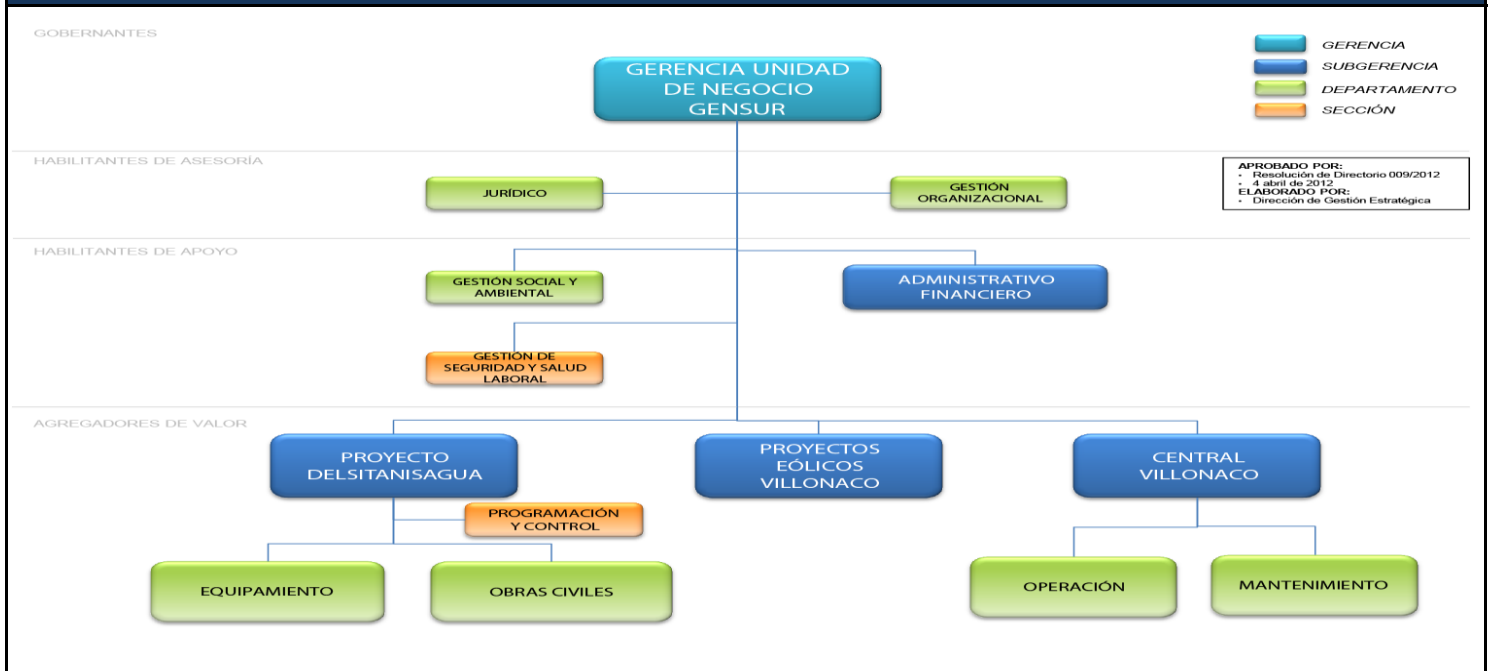 GOBERNANTES
GERENCIA UNIDAD
DE NEGOCIO
GENSUR
GERENCIA
SUBGERENCIA
DEPARTAMENTO
SECCIÓN
HABILITANTES DE ASESORÍA
JURÍDICO
GESTIÓN
ORGANIZACIONAL
APROBADO POR:
• Resolución de Directorio 009/2012
• 4 abril de 2012
ELABORADO POR:
• Dirección de Gestión Estratégica
HABILITANTES DE APOYO
GESTIÓN SOCIAL Y
AMBIENTAL
ADMINISTRATIVO
FINANCIERO
GESTIÓN DE
SEGURIDAD Y SALUD
LABORAL
AGREGADORES DE VALOR
PROYECTO
DELSITANISAGUA
PROYECTOS
EÓLICOS
VILLONACO
CENTRAL
VILLONACO
PROGRAMACIÓN
Y CONTROL
EQUIPAMIENTO
OBRAS CIVILES
OPERACIÓN
MANTENIMIENTO